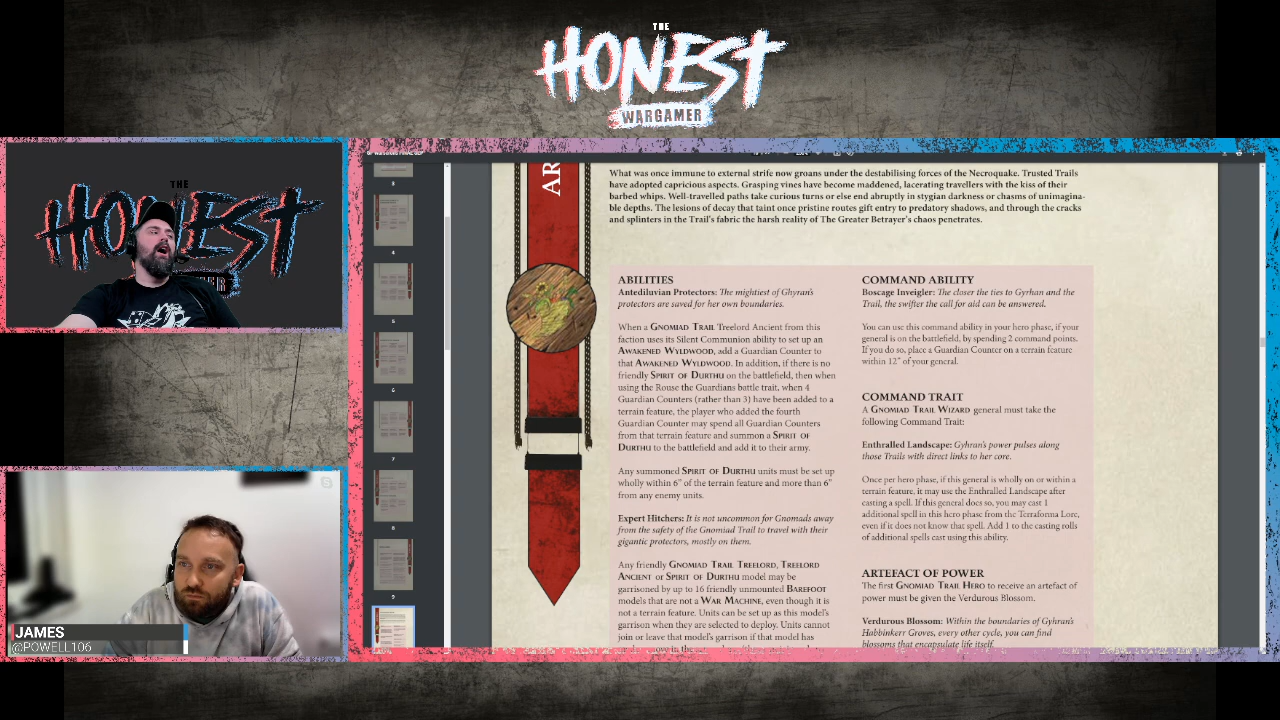 THE
HONEST
WARGAMER
THE
HONEST
JAMES
@POWELL106
3
4
5
6
7
8
9
AR
What was once immune to external strife now groans under the destabilising forces of the Necroquake. Trusted Trails
have adopted capricious aspects. Grasping vines have become maddened, lacerating travellers with the kiss of their
barbed whips. Well-travelled paths take curious turns or else end abruptly in stygian darkness or chasms of unimagina-
ble depths. The lesions of decay that taint once pristine routes gift entry to predatory shadows, and through the cracks
and splinters in the Trail's fabric the harsh reality of The Greater Betrayer's chaos penetrates.
ABILITIES
Antediluvian Protectors: The mightiest of Ghyran's
protectors are saved for her own boundaries.
When a GNOMIAD TRAIL Treelord Ancient from this
faction uses its Silent Communion ability to set up an
AWAKENED WYLDWOOD, add a Guardian Counter to
that AWAKENED WYLDWOOD. In addition, if there is no
friendly SPIRIT OF DURTHU on the battlefield, then when
using the Rouse the Guardians battle trait, when 4
Guardian Counters (rather than 3) have been added to a
terrain feature, the player who added the fourth
Guardian Counter may spend all Guardian Counters
from that terrain feature and summon a SPIRIT OF
DURTHU to the battlefield and add it to their army.
Any summoned SPIRIT OF DURTHU units must be set up
wholly within 6" of the terrain feature and more than 6"
from any enemy units.
Expert Hitchers: It is not uncommon for Gnomads away
from the safety of the Gnomiad Trail to travel with their
gigantic protectors, mostly on them.
Any friendly GNOMIAD TRAIL TREELORD, TREELORD
ANCIENT or SPIRIT OF DURTHU model may be
garrisoned by up to 16 friendly unmounted BAREFOOT
models that are not a WAR MACHINE, even though it is
not a terrain feature. Units can be set up as this model's
garrison when they are selected to deploy. Units cannot
join or leave that model's garrison if that model has
COMMAND ABILITY
Boscage Inveigler: The closer the ties to Gyrhan and the
Trail, the swifter the call for aid can be answered.
You can use this command ability in your hero phase, if your
general is on the battlefield, by spending 2 command points.
If you do so, place a Guardian Counter on a terrain feature
within 12" of your general.
COMMAND TRAIT
A GNOMIAD TRAIL WIZARD general must take the
following Command Trait:
Enthralled Landscape: Gyhran's power pulses along
those Trails with direct links to her core.
Once per hero phase, if this general is wholly on or within a
terrain feature, it may use the Enthralled Landscape after
casting a spell. If this general does so, you may cast 1
additional spell in this hero phase from the Terraforma Lore,
even if it does not know that spell. Add 1 to the casting rolls
of additional spells cast using this ability.
ARTEFACT OF POWER
The first GNOMIAD TRAIL HERO to receive an artefact of
power must be given the Verdurous Blossom.
Verdurous Blossom: Within the boundaries of Gyhran's
Hubbinkerr Groves, every other cycle, you can find
blossoms that encapsulate life itself.